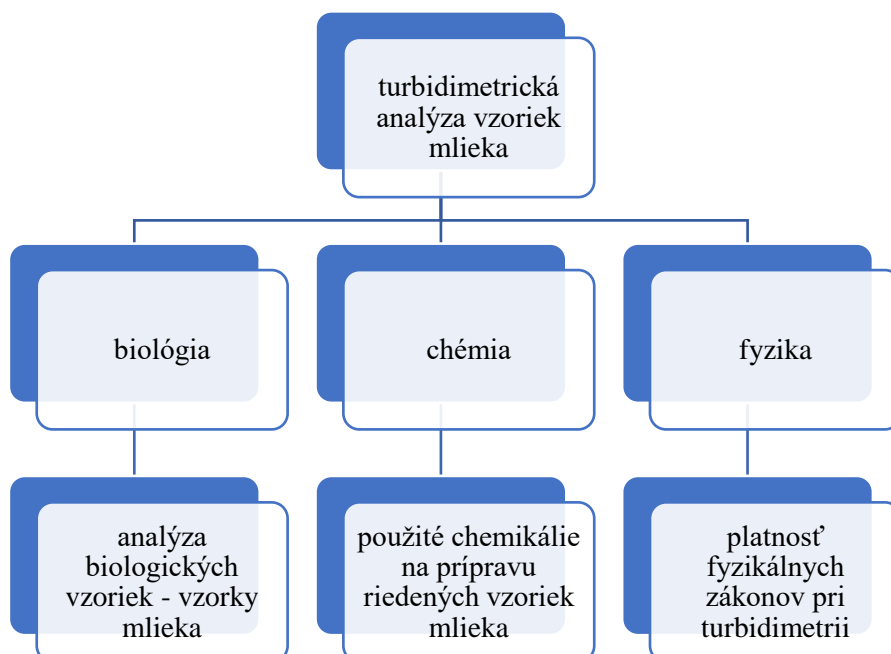 turbidimetrická
analýza vzoriek
mlieka
biológia
chémia
fyzika
analýza
biologických
vzoriek - vzorky
mlieka
použité chemikálie
na prípravu
riedených vzoriek
mlieka
platnosť
fyzikálnych
zákonov pri
turbidimetrii